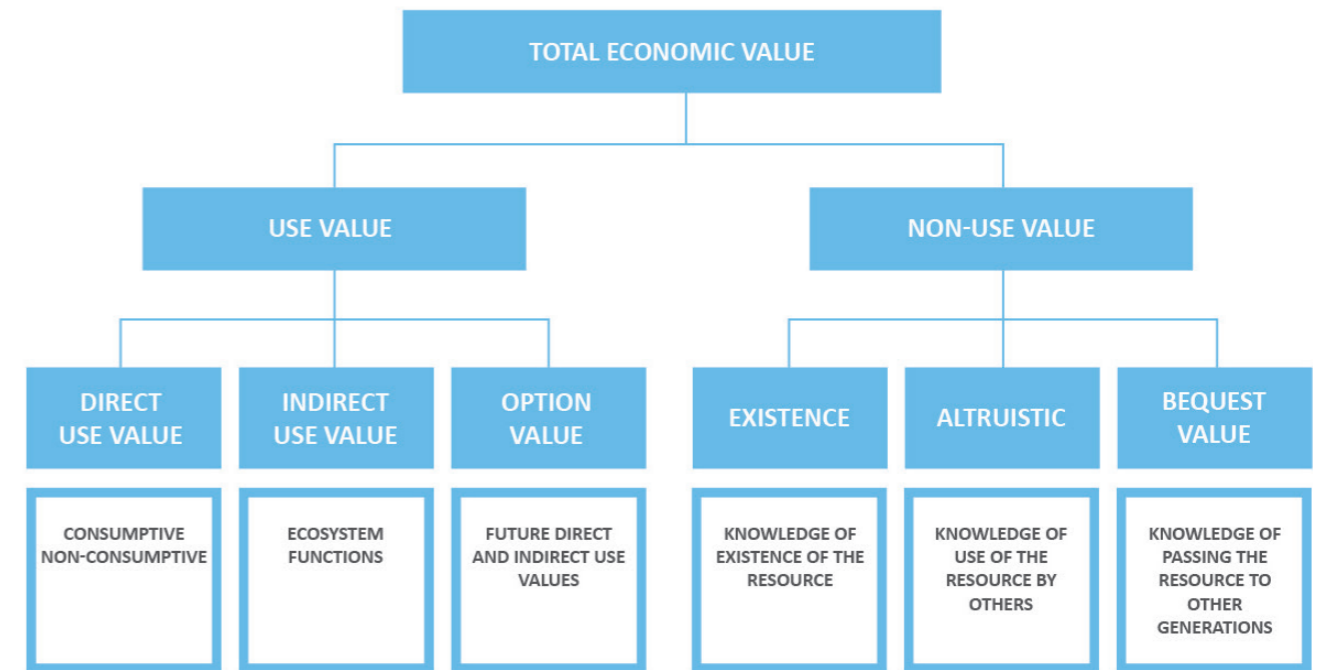 TOTAL ECONOMIC VALUE
USE VALUE
NON-USE VALUE
DIRECT
USE VALUE
INDIRECT
USE VALUE
OPTION
VALUE
EXISTENCE
ALTRUISTIC
BEQUEST
VALUE
CONSUMPTIVE
NON-CONSUMPTIVE
ECOSYSTEM
FUNCTIONS
FUTURE DIRECT
AND INDIRECT USE
VALUES
KNOWLEDGE OF
EXISTENCE OF THE
RESOURCE
KNOWLEDGE OF
USE OF THE
RESOURCE BY
OTHERS
KNOWLEDGE OF
PASSING THE
RESOURCE TO
OTHER
GENERATIONS